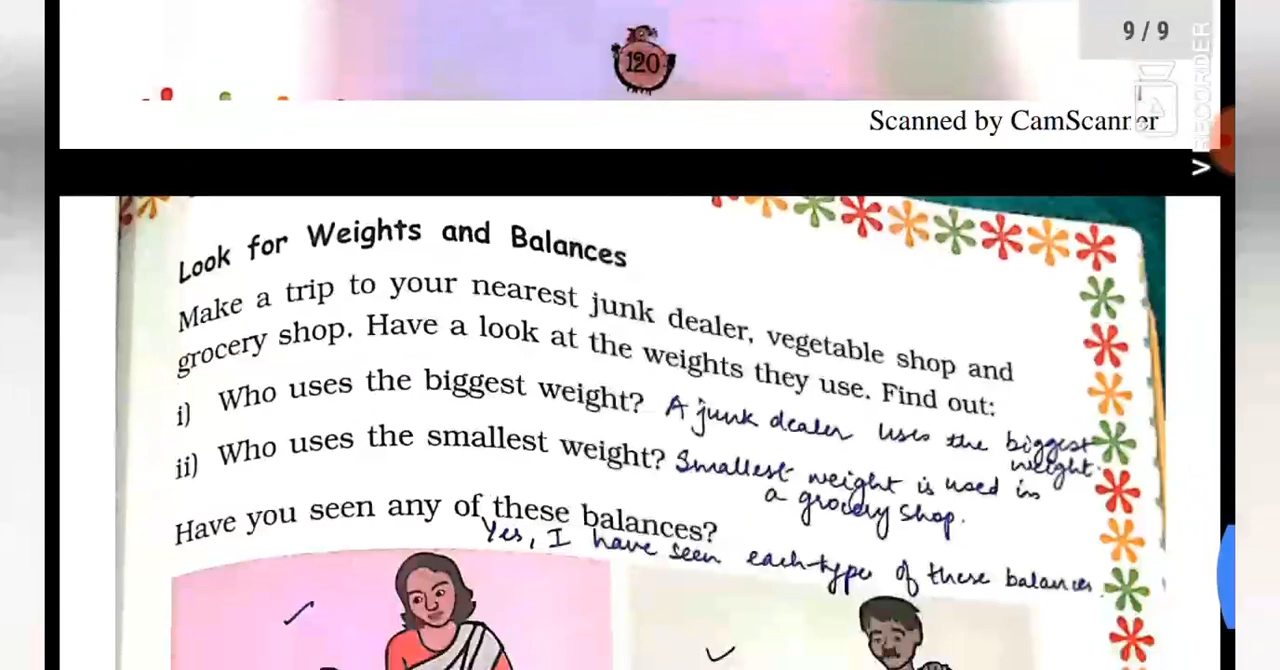 120
9 / 9
Scanned by CamScanner
V RECORDER
Look for Weights and Balances
Make a trip to your nearest junk dealer, vegetable shop and
grocery shop. Have a look at the weights they use. Find out:
i) Who uses the biggest weight? A junk dealer uses the biggest
weight.
ii) Who uses the smallest weight? Smallest weight is used in
a grocery shop.
Have you seen any of these balances?
Yes, I have seen each type of these balances.